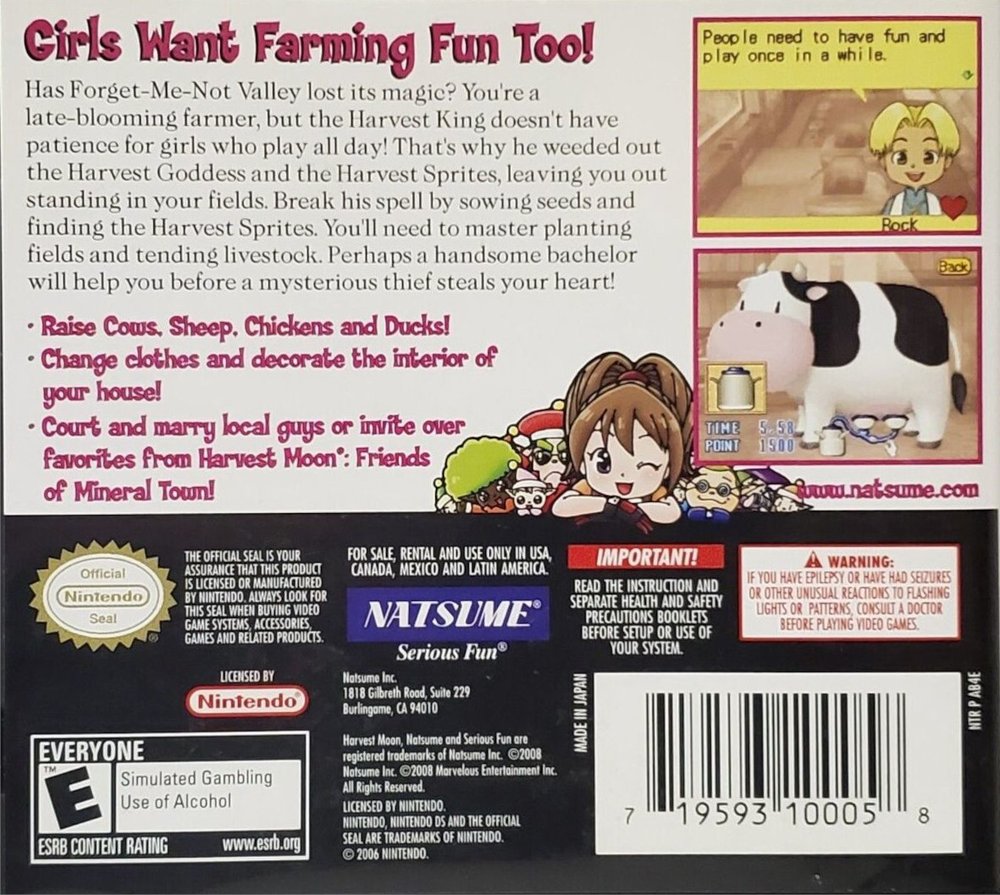 Girls Want Farming Fun Too!
Has Forget-Me-Not Valley lost its magic? You're a
late-blooming farmer, but the Harvest King doesn't have
patience for girls who play all day! That's why he weeded out
the Harvest Goddess and the Harvest Sprites, leaving you out
standing in your fields. Break his spell by sowing seeds and
finding the Harvest Sprites. You'll need to master planting
fields and tending livestock. Perhaps a handsome bachelor
will help you before a mysterious thief steals your heart!
· Raise Cows, Sheep, Chickens and Ducks!
· Change clothes and decorate the interior of
your house!
· Court and marry local guys or invite over
favorites from Harvest Moon®: Friends
of Mineral Town!
People need to have fun and
play once in a while.
Rock
Back
TIME 5.58
POINT 1500
www.natsume.com
Official
Nintendo
Seal
®
THE OFFICIAL SEAL IS YOUR
ASSURANCE THAT THIS PRODUCT
IS LICENSED OR MANUFACTURED
BY NINTENDO. ALWAYS LOOK FOR
THIS SEAL WHEN BUYING VIDEO
GAME SYSTEMS, ACCESSORIES,
GAMES AND RELATED PRODUCTS.
LICENSED BY
Nintendo®
EVERYONE
TM
E
Simulated Gambling
Use of Alcohol
ESRB CONTENT RATING www.esrb.org
FOR SALE, RENTAL AND USE ONLY IN USA,
CANADA, MEXICO AND LATIN AMERICA.
NATSUME®
Serious Fun®
Natsume Inc.
1818 Gilbreth Road, Suite 229
Burlingame, CA 94010
Harvest Moon, Natsume and Serious Fun are
registered trademarks of Natsume Inc. ©2008
Natsume Inc. ©2008 Marvelous Entertainment Inc.
All Rights Reserved.
LICENSED BY NINTENDO.
NINTENDO, NINTENDO DS AND THE OFFICIAL
SEAL ARE TRADEMARKS OF NINTENDO.
© 2006 NINTENDO.
IMPORTANT!
READ THE INSTRUCTION AND
SEPARATE HEALTH AND SAFETY
PRECAUTIONS BOOKLETS
BEFORE SETUP OR USE OF
YOUR SYSTEM.
WARNING:
IF YOU HAVE EPILEPSY OR HAVE HAD SEIZURES
OR OTHER UNUSUAL REACTIONS TO FLASHING
LIGHTS OR PATTERNS, CONSULT A DOCTOR
BEFORE PLAYING VIDEO GAMES.
MADE IN JAPAN
7 19593 10005 8
NTR P AB4E